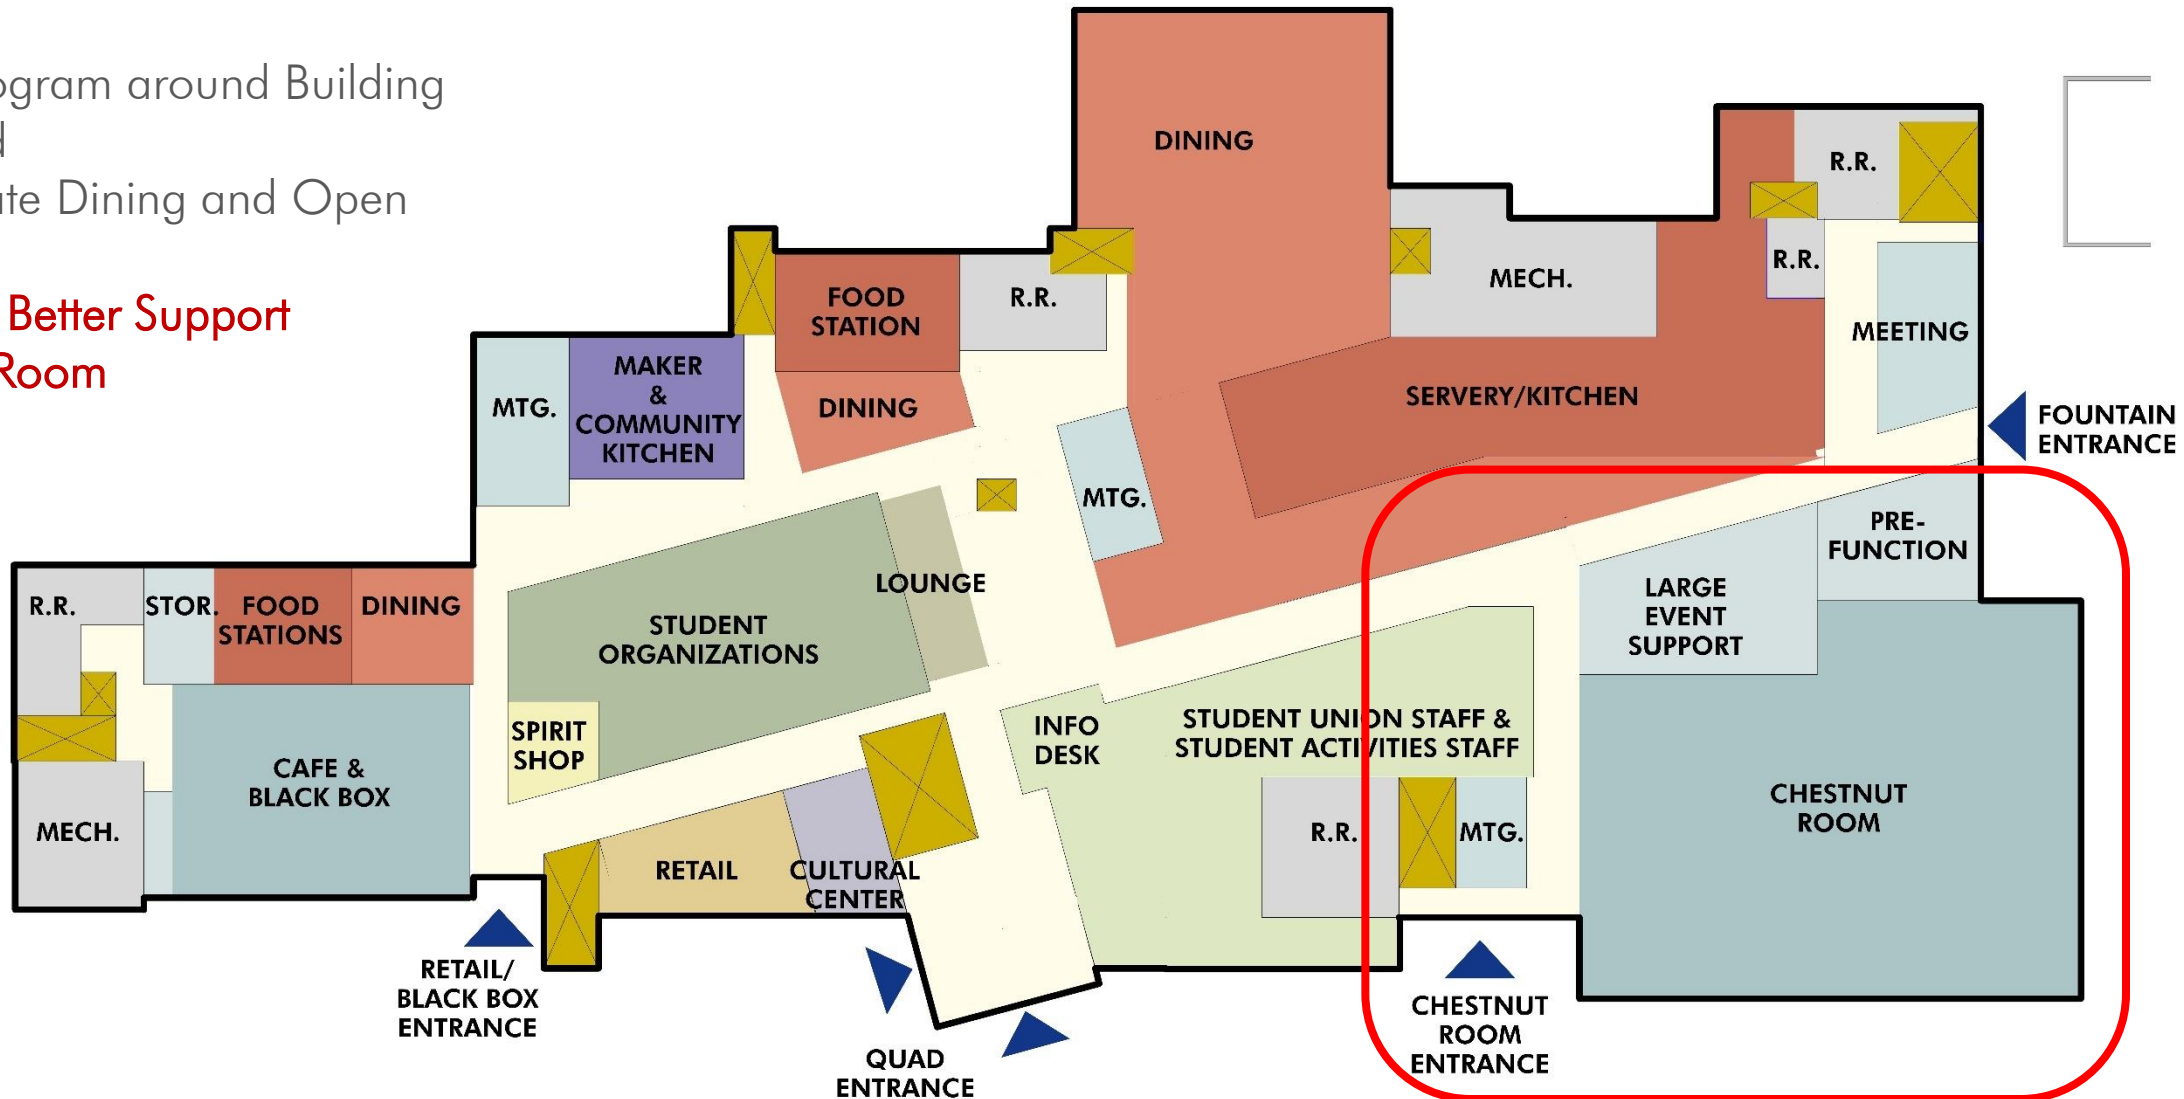 ogram around Building
d
ate Dining and Open
Better Support
Room
DINING
R.R.
R.R.
MECH.
MEETING
FOOD
STATION
R.R.
MAKER
&
COMMUNITY
KITCHEN
MTG.
DINING
SERVERY/KITCHEN
FOUNTAIN
ENTRANCE
MTG.
PRE-
FUNCTION
LOUNGE
LARGE
EVENT
SUPPORT
R.R.
STOR.
FOOD
STATIONS
DINING
STUDENT
ORGANIZATIONS
SPIRIT
SHOP
INFO
DESK
STUDENT UNION STAFF &
STUDENT ACTIVITIES STAFF
CAFE &
BLACK BOX
CHESTNUT
ROOM
MECH.
R.R.
MTG.
RETAIL
CULTURAL
CENTER
RETAIL/
BLACK BOX
ENTRANCE
QUAD
ENTRANCE
CHESTNUT
ROOM
ENTRANCE